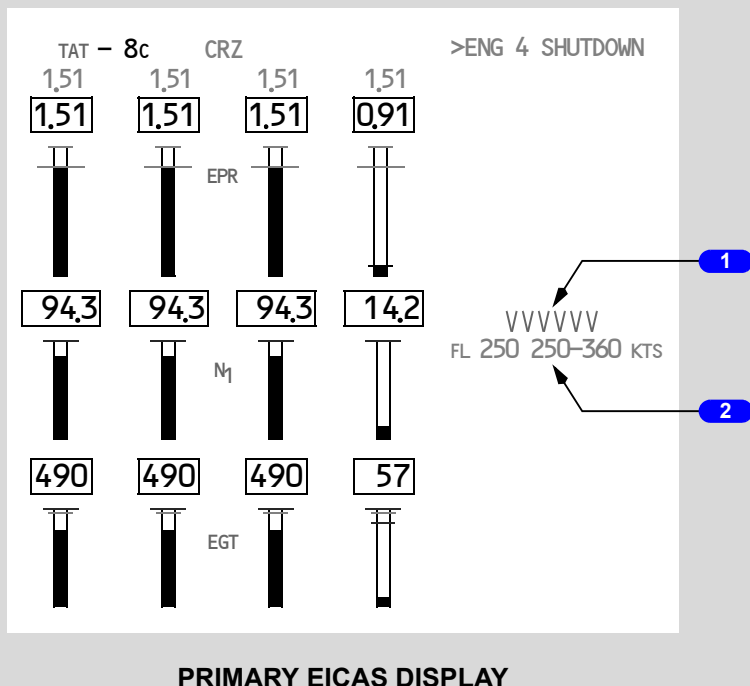 TAT – 8c CRZ >ENG 4 SHUTDOWN
1.51 1.51 1.51 1.51
1.51 1.51 1.51 0.91
EPR
1
94.3 94.3 94.3 14.2
VVVVVV
FL 250 250–360 KTS
N1
2
490 490 490 57
EGT
PRIMARY EICAS DISPLAY